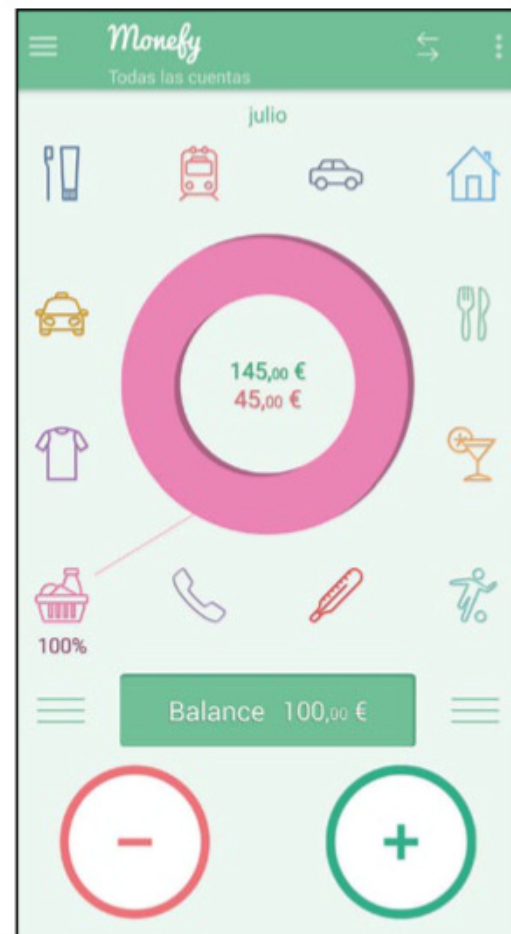 Monefy
Todas las cuentas
julio
145,00 €
45,00 €
100%
Balance 100,00 €